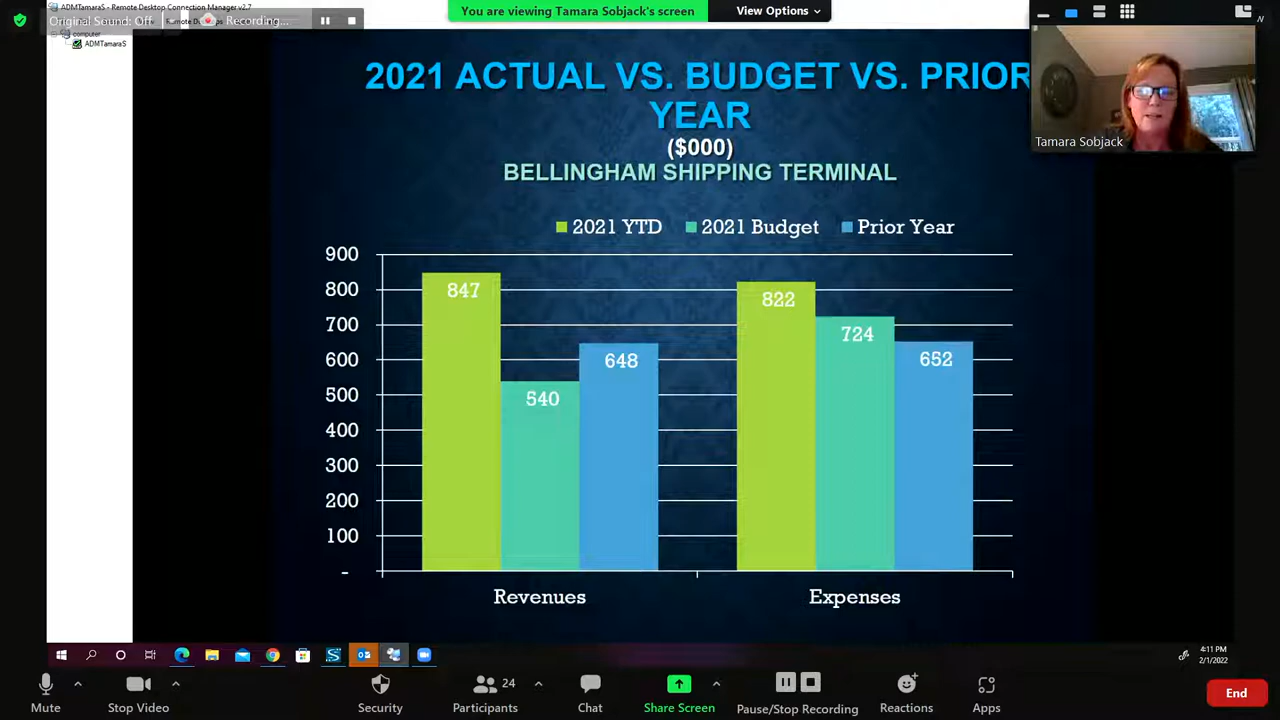 ADMTamaraS - Remote Desktop Connection Manager v2.7
Original Sound: Off
Recording...
You are viewing Tamara Sobjack's screen
View Options
computer
ADMTamaraS
2021 ACTUAL VS. BUDGET VS. PRIOR
YEAR
($000)
BELLINGHAM SHIPPING TERMINAL
Tamara Sobjack
2021 YTD 2021 Budget Prior Year
900
800
700
600
500
400
300
200
100
-
847
540
648
822
724
652
Revenues Expenses
4:11 PM
2/1/2022
24
Mute Stop Video Security Participants Chat Share Screen Pause/Stop Recording Reactions Apps End